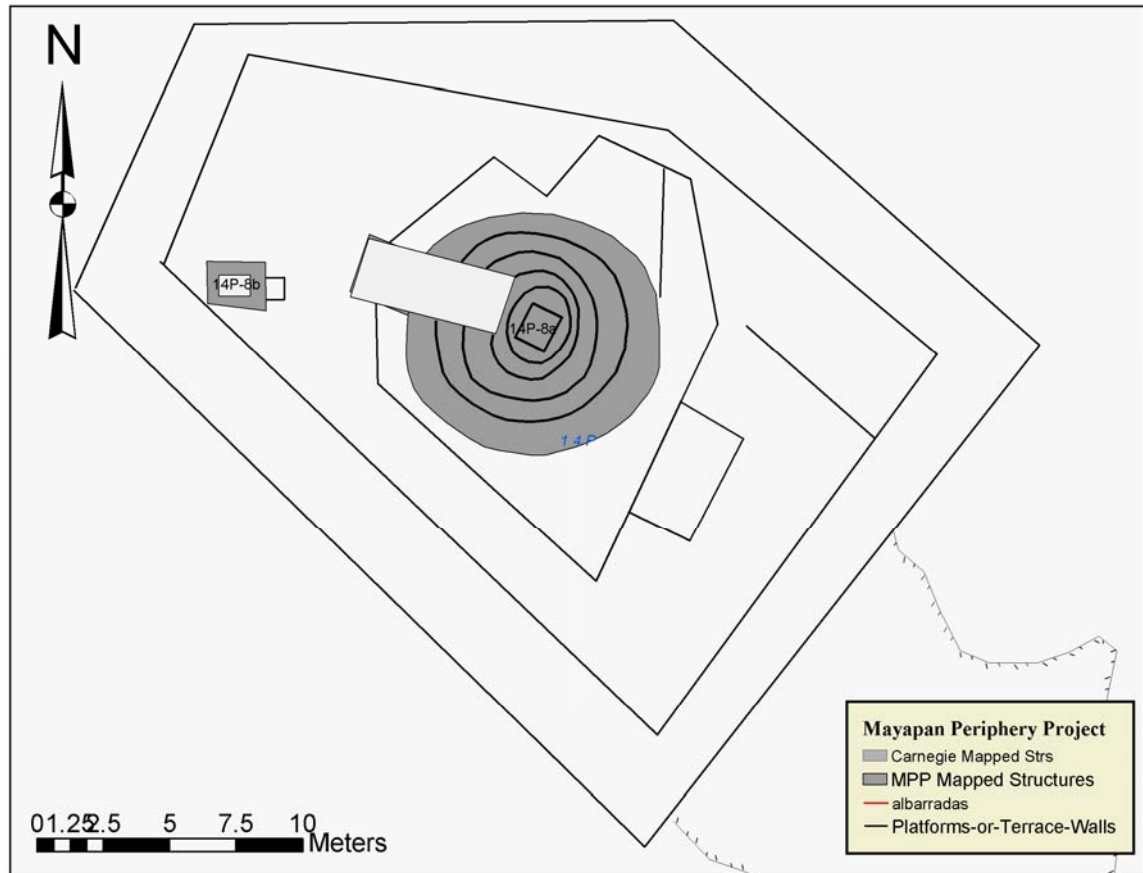 N
14P-8b
14P-8a
14P
01.252.5 5 7.5 10
Meters
Mayapan Periphery Project
Carnegie Mapped Strs
MPP Mapped Structures
albarradas
Platforms-or-Terrace-Walls